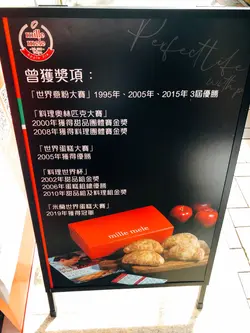 mille mele
曾獲獎項：
「世界意粉大賽」1995年、2005年、2015年 3屆優勝
「料理奧林匹克大賽」
2000年獲得甜品團體賽金獎
2008年獲得料理團體賽金獎
「世界蛋糕大賽」
2005年獲得優勝
「料理世界杯」
2002年甜品組金獎
2006年蛋糕組總優勝
2010年甜品組及料理組金獎
「米蘭世界蛋糕大賽」
2019年獲得冠軍
mille mele